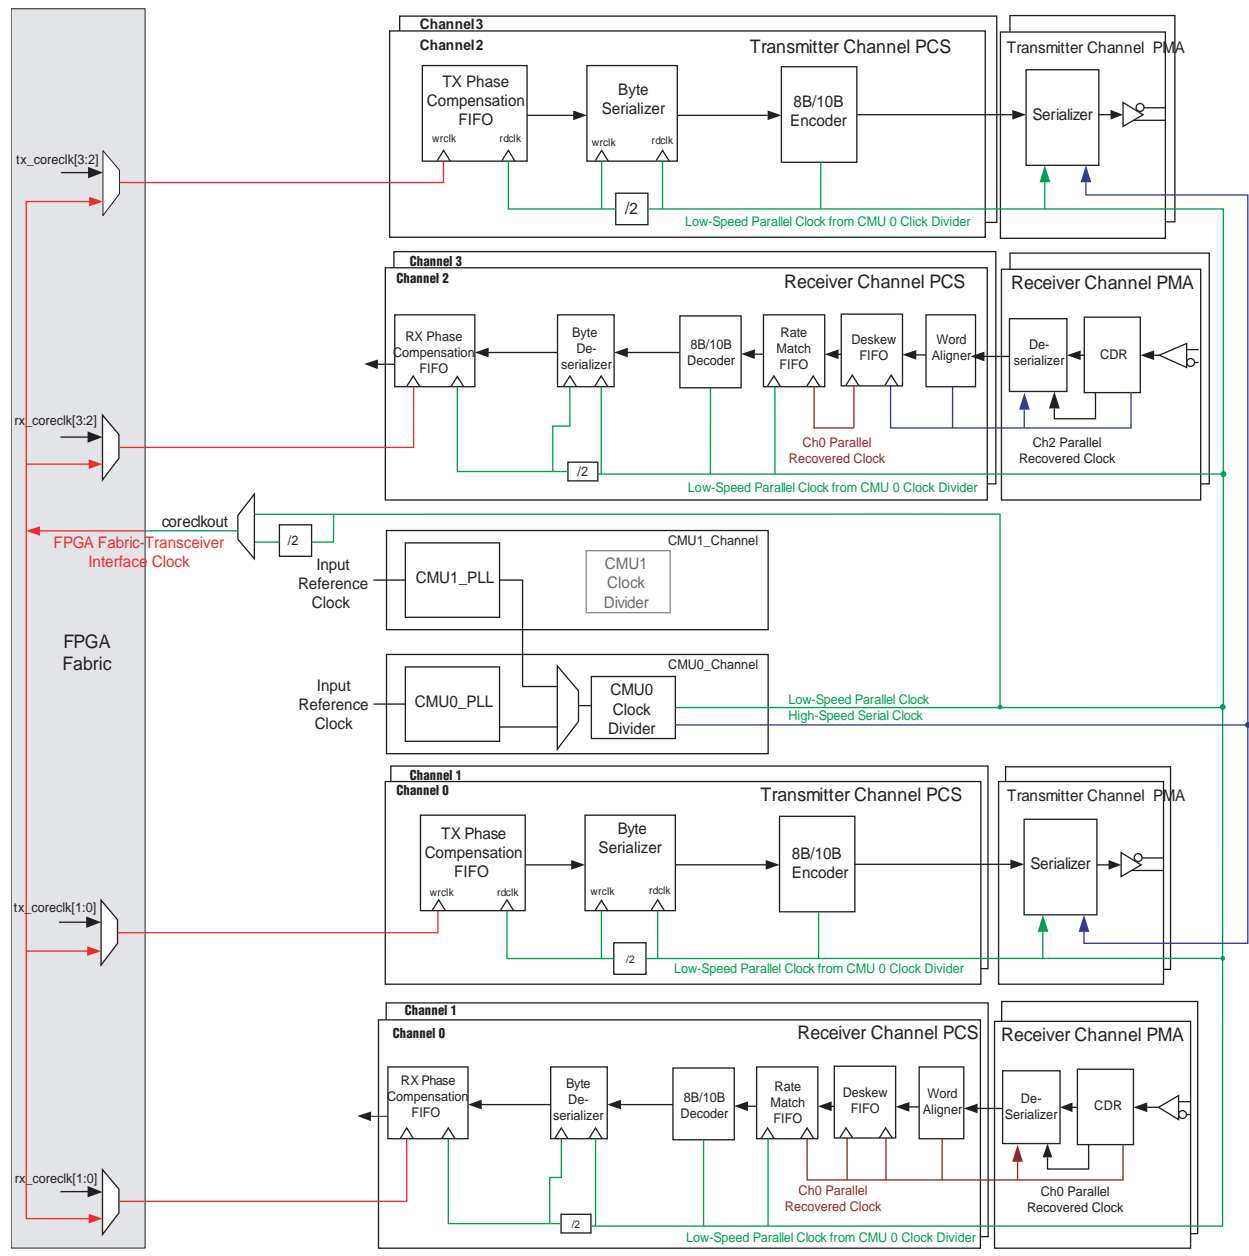 Channel3
Channel2
Transmitter Channel PCS
Transmitter Channel PMA
TX Phase
Compensation
FIFO
wrclk
rdclk
Byte
Serializer
wrclk
rdclk
8B/10B
Encoder
Serializer
/2
Low-Speed Parallel Clock from CMU 0 Click Divider
tx_coreclk[3:2]
Channel 3
Channel 2
Receiver Channel PCS
Receiver Channel PMA
RX Phase
Compensation
FIFO
Byte
De-
serializer
8B/10B
Decoder
Rate
Match
FIFO
Deskew
FIFO
Word
Aligner
De-
serializer
CDR
rx_coreclk[3:2]
Ch0 Parallel
Recovered Clock
Ch2 Parallel
Recovered Clock
/2
Low-Speed Parallel Clock from CMU 0 Clock Divider
coreclkout
/2
FPGA Fabric-Transceiver
Interface Clock
FPGA
Fabric
Input
Reference
Clock
CMU1_PLL
CMU1
Clock
Divider
CMU1_Channel
Input
Reference
Clock
CMU0_PLL
CMU0
Clock
Divider
CMU0_Channel
Low-Speed Parallel Clock
High-Speed Serial Clock
Channel 1
Channel 0
Transmitter Channel PCS
Transmitter Channel PMA
TX Phase
Compensation
FIFO
wrclk
rdclk
Byte
Serializer
wrclk
rdclk
8B/10B
Encoder
Serializer
tx_coreclk[1:0]
/2
Low-Speed Parallel Clock from CMU 0 Clock Divider
Channel 1
Channel 0
Receiver Channel PCS
Receiver Channel PMA
RX Phase
Compensation
FIFO
Byte
De-
serializer
8B/10B
Decoder
Rate
Match
FIFO
Deskew
FIFO
Word
Aligner
De-
Serializer
CDR
rx_coreclk[1:0]
Ch0 Parallel
Recovered Clock
Ch0 Parallel
Recovered Clock
/2
Low-Speed Parallel Clock from CMU 0 Clock Divider